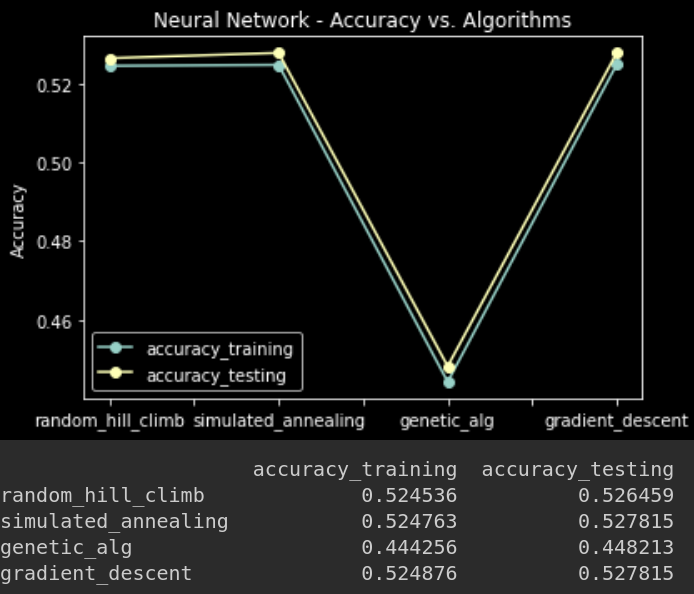 Neural Network - Accuracy vs. Algorithms
0.52
0.50
0.48
0.46
Accuracy
accuracy_training
accuracy_testing
random_hill_climb simulated_annealing genetic_alg gradient_descent
accuracy_training accuracy_testing
random_hill_climb 0.524536 0.526459
simulated_annealing 0.524763 0.527815
genetic_alg 0.444256 0.448213
gradient_descent 0.524876 0.527815